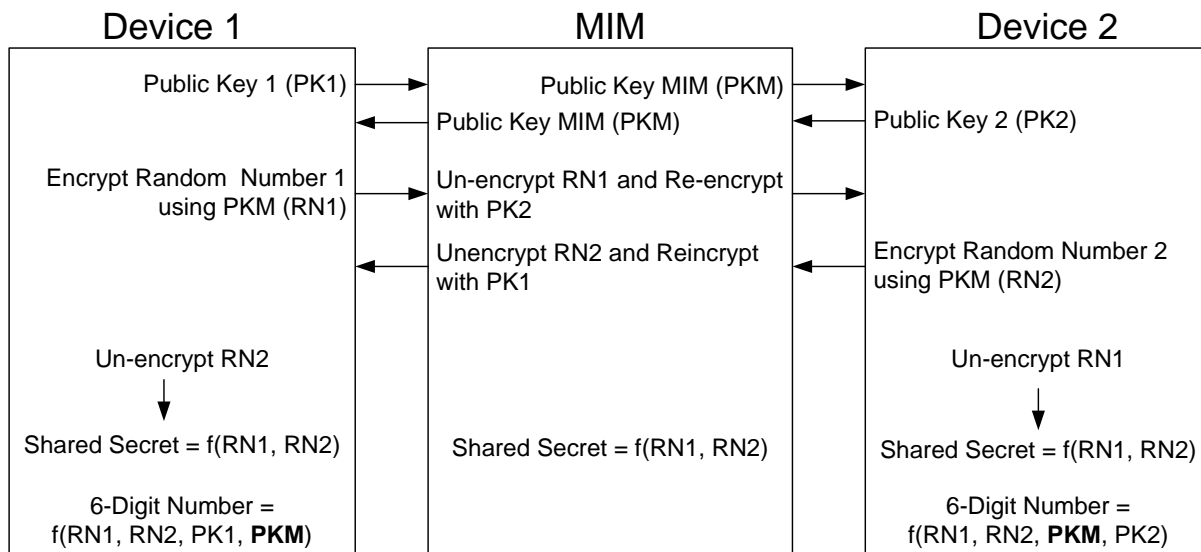 Device 1
MIM
Device 2
Public Key 1 (PK1)
Public Key MIM (PKM)
Public Key MIM (PKM)
Public Key 2 (PK2)
Encrypt Random Number 1
using PKM (RN1)
Un-encrypt RN1 and Re-encrypt
with PK2
Unencrypt RN2 and Reincrypt
with PK1
Encrypt Random Number 2
using PKM (RN2)
Un-encrypt RN2
Un-encrypt RN1
Shared Secret = f(RN1, RN2)
Shared Secret = f(RN1, RN2)
Shared Secret = f(RN1, RN2)
6-Digit Number =
f(RN1, RN2, PK1, PKM)
6-Digit Number =
f(RN1, RN2, PKM, PK2)